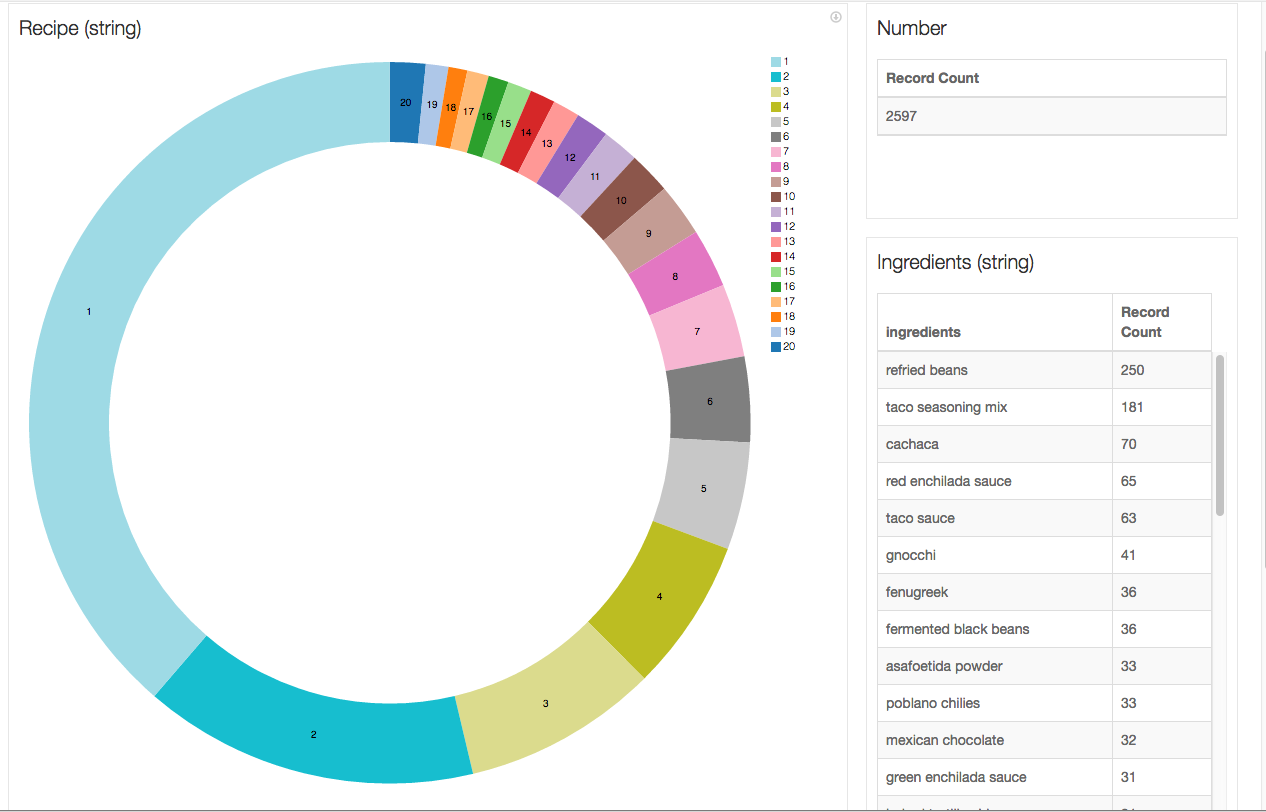 Recipe (string)
20
19
18
17
16
15
14
13
12
11
10
9
8
7
6
5
4
3
2
1
1
2
3
4
5
6
7
8
9
10
11
12
13
14
15
16
17
18
19
20
Number
Record Count
2597
Ingredients (string)
ingredients Record Count
refried beans 250
taco seasoning mix 181
cachaca 70
red enchilada sauce 65
taco sauce 63
gnocchi 41
fenugreek 36
fermented black beans 36
asafoetida powder 33
poblano chilies 33
mexican chocolate 32
green enchilada sauce 31